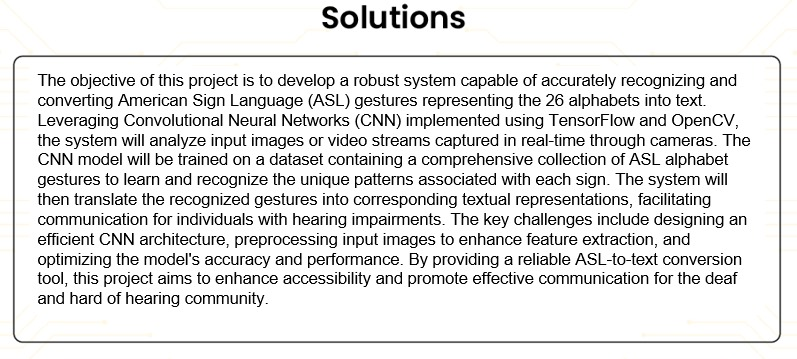 Solutions
The objective of this project is to develop a robust system capable of accurately recognizing and
converting American Sign Language (ASL) gestures representing the 26 alphabets into text.
Leveraging Convolutional Neural Networks (CNN) implemented using TensorFlow and OpenCV,
the system will analyze input images or video streams captured in real-time through cameras. The
CNN model will be trained on a dataset containing a comprehensive collection of ASL alphabet
gestures to learn and recognize the unique patterns associated with each sign. The system will
then translate the recognized gestures into corresponding textual representations, facilitating
communication for individuals with hearing impairments. The key challenges include designing an
efficient CNN architecture, preprocessing input images to enhance feature extraction, and
optimizing the model's accuracy and performance. By providing a reliable ASL-to-text conversion
tool, this project aims to enhance accessibility and promote effective communication for the deaf
and hard of hearing community.